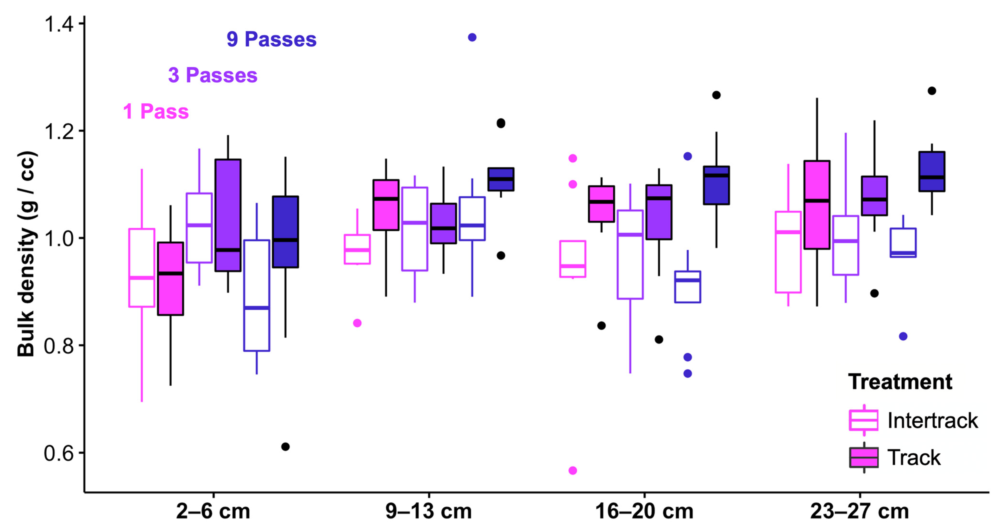 1.4
9 Passes
3 Passes
1 Pass
1.2
Bulk density (g / cc)
1.0
0.8
0.6
Treatment
Intertrack
Track
2–6 cm
9–13 cm
16–20 cm
23–27 cm